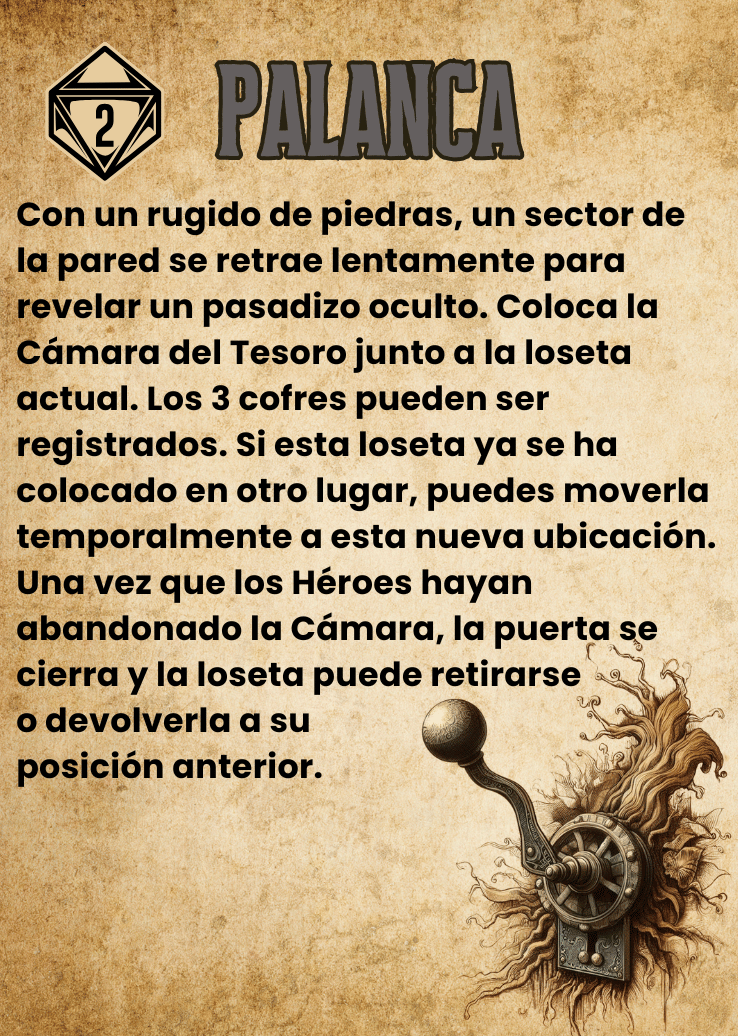 2
PALANCA
Con un rugido de piedras, un sector de
la pared se retrae lentamente para
revelar un pasadizo oculto. Coloca la
Cámara del Tesoro junto a la loseta
actual. Los 3 cofres pueden ser
registrados. Si esta loseta ya se ha
colocado en otro lugar, puedes moverla
temporalmente a esta nueva ubicación.
Una vez que los Héroes hayan
abandonado la Cámara, la puerta se
cierra y la loseta puede retirarse
o devolverla a su
posición anterior.